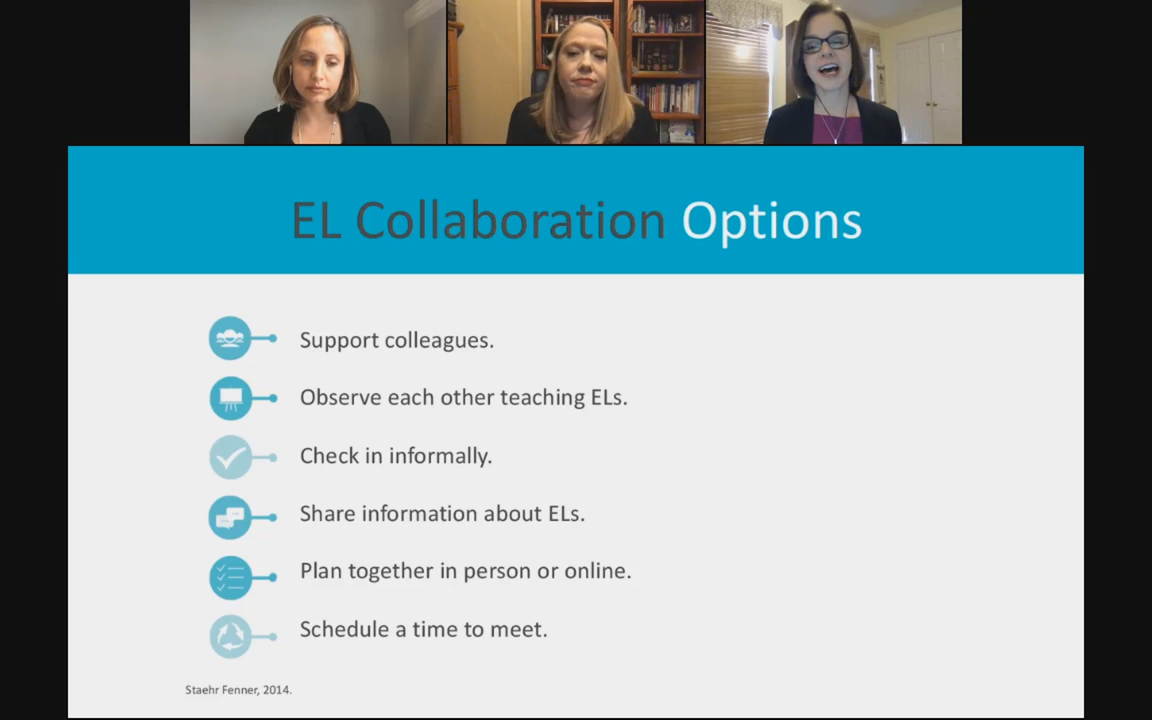 EL Collaboration Options
Support colleagues.
Observe each other teaching ELs.
Check in informally.
Share information about ELs.
Plan together in person or online.
Schedule a time to meet.
Staehr Fenner, 2014.